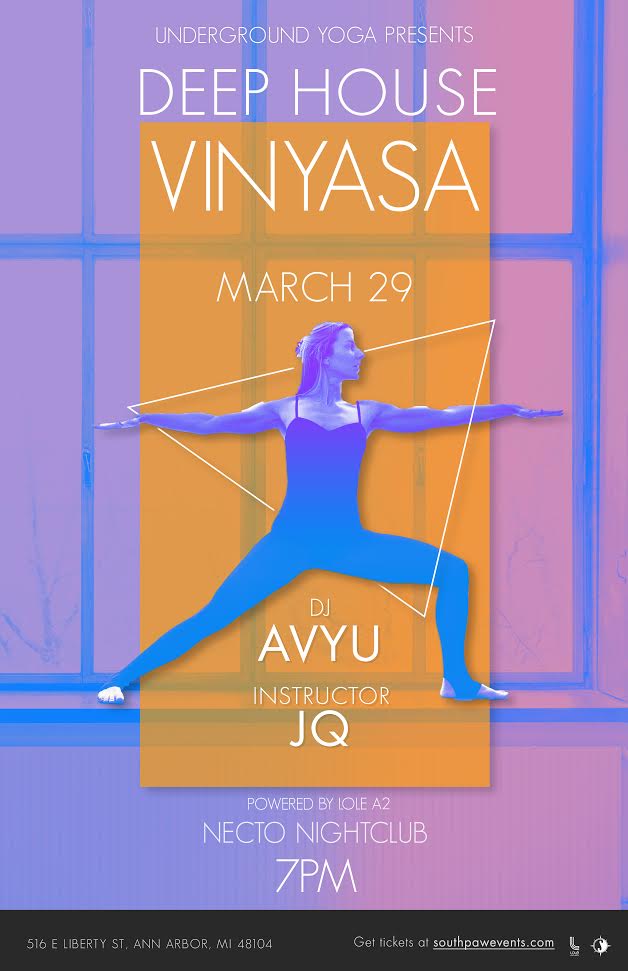 UNDERGROUND YOGA PRESENTS
DEEP HOUSE
VINYASA
MARCH 29
DJ
AVYU
INSTRUCTOR
JQ
POWERED BY LOLE A2
NECTO NIGHTCLUB
7PM
516 E LIBERTY ST, ANN ARBOR, MI 48104
Get tickets at southpawevents.com
LOLË